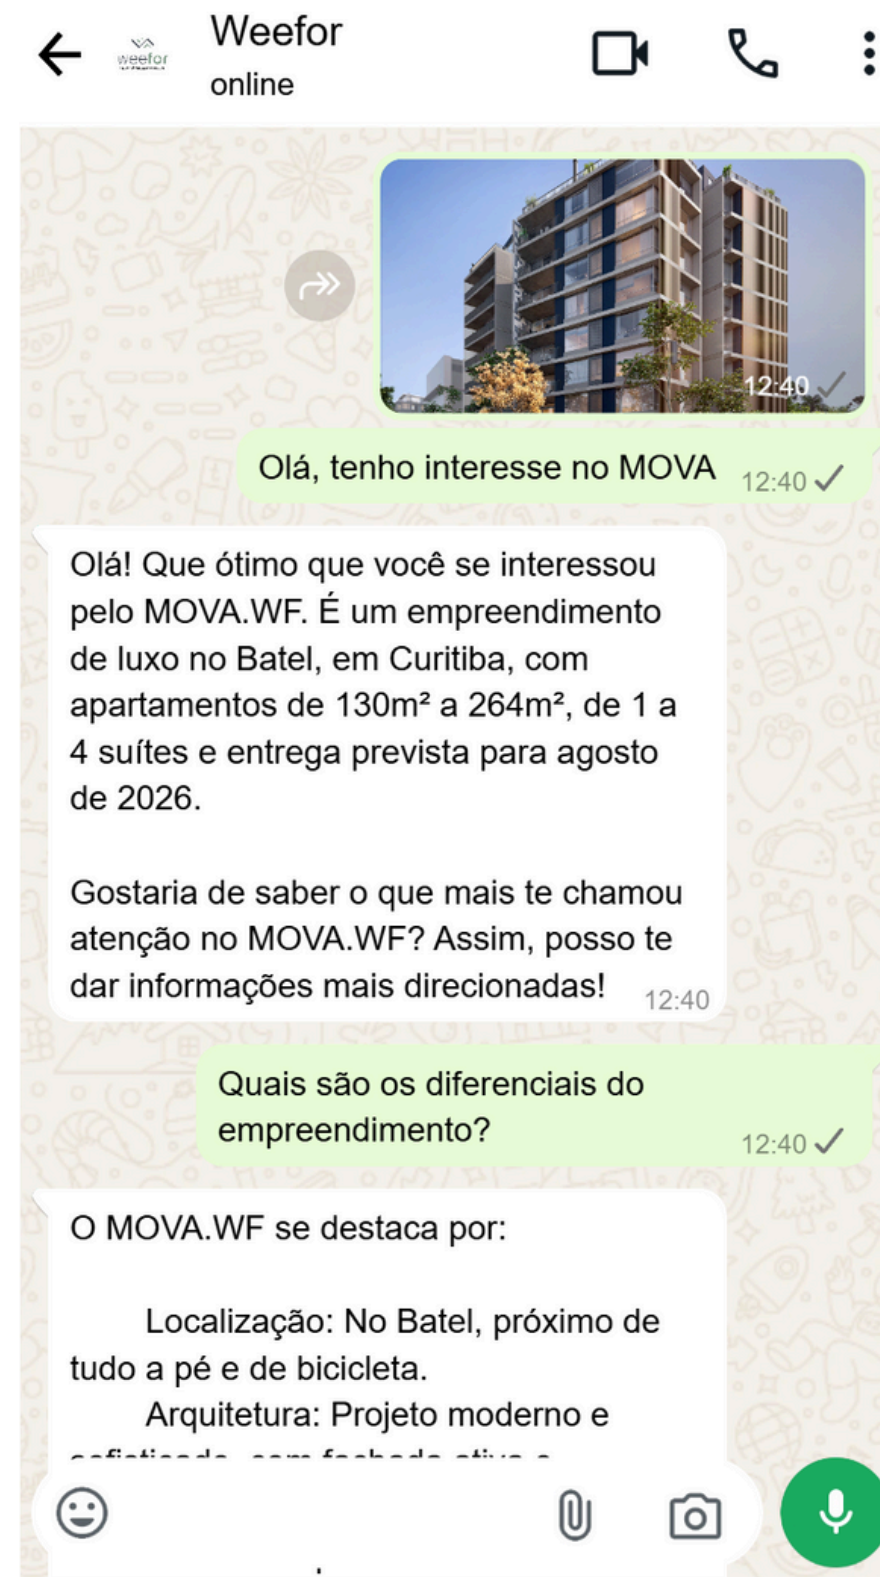 Weefor
weefor
online
12:40
Olá, tenho interesse no MOVA
12:40
Olá! Que ótimo que você se interessou
pelo MOVA.WF. É um empreendimento
de luxo no Batel, em Curitiba, com
apartamentos de 130m² a 264m², de 1 a
4 suítes e entrega prevista para agosto
de 2026.
Gostaria de saber o que mais te chamou
atenção no MOVA.WF? Assim, posso te
dar informações mais direcionadas!
12:40
Quais são os diferenciais do
empreendimento?
12:40
O MOVA.WF se destaca por:
Localização: No Batel, próximo de
tudo a pé e de bicicleta.
Arquitetura: Projeto moderno e